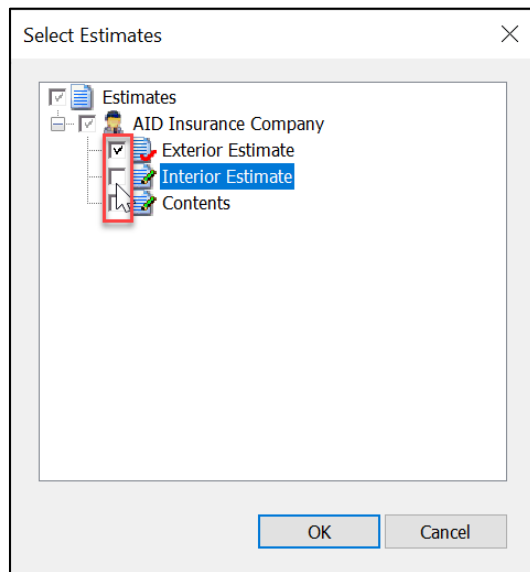 Select Estimates
Estimates
AID Insurance Company
Exterior Estimate
Interior Estimate
Contents
OK
Cancel